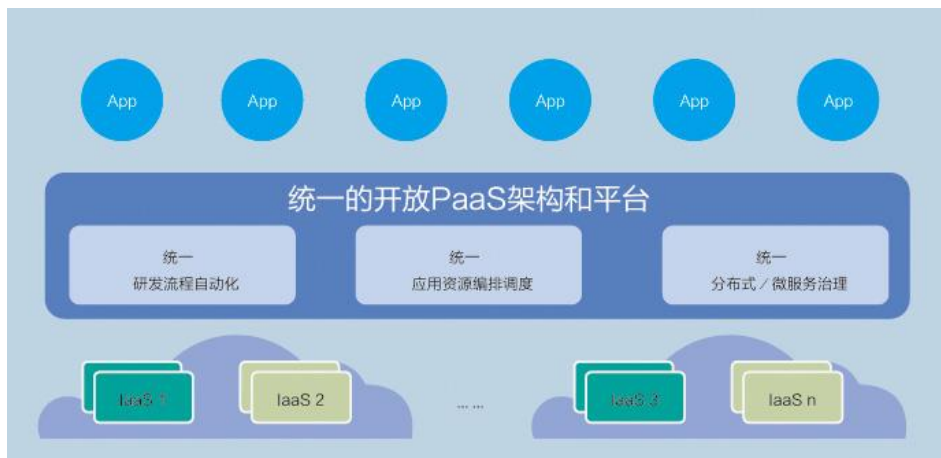 App App App App App App
统一的开放PaaS架构和平台
统一 统一 统一
研发流程自动化 应用资源编排调度 分布式 / 微服务治理
IaaS 1 IaaS 2 ... ... IaaS 3 IaaS n